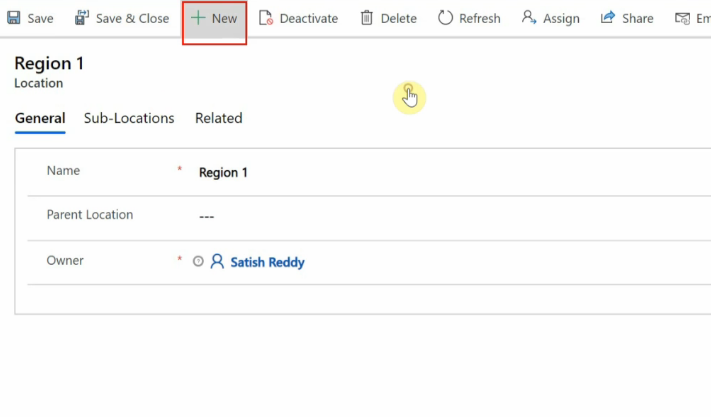 Save Save & Close New Deactivate Delete Refresh Assign Share Em
Region 1
Location
General Sub-Locations Related
Name * Region 1
Parent Location ---
Owner * Satish Reddy